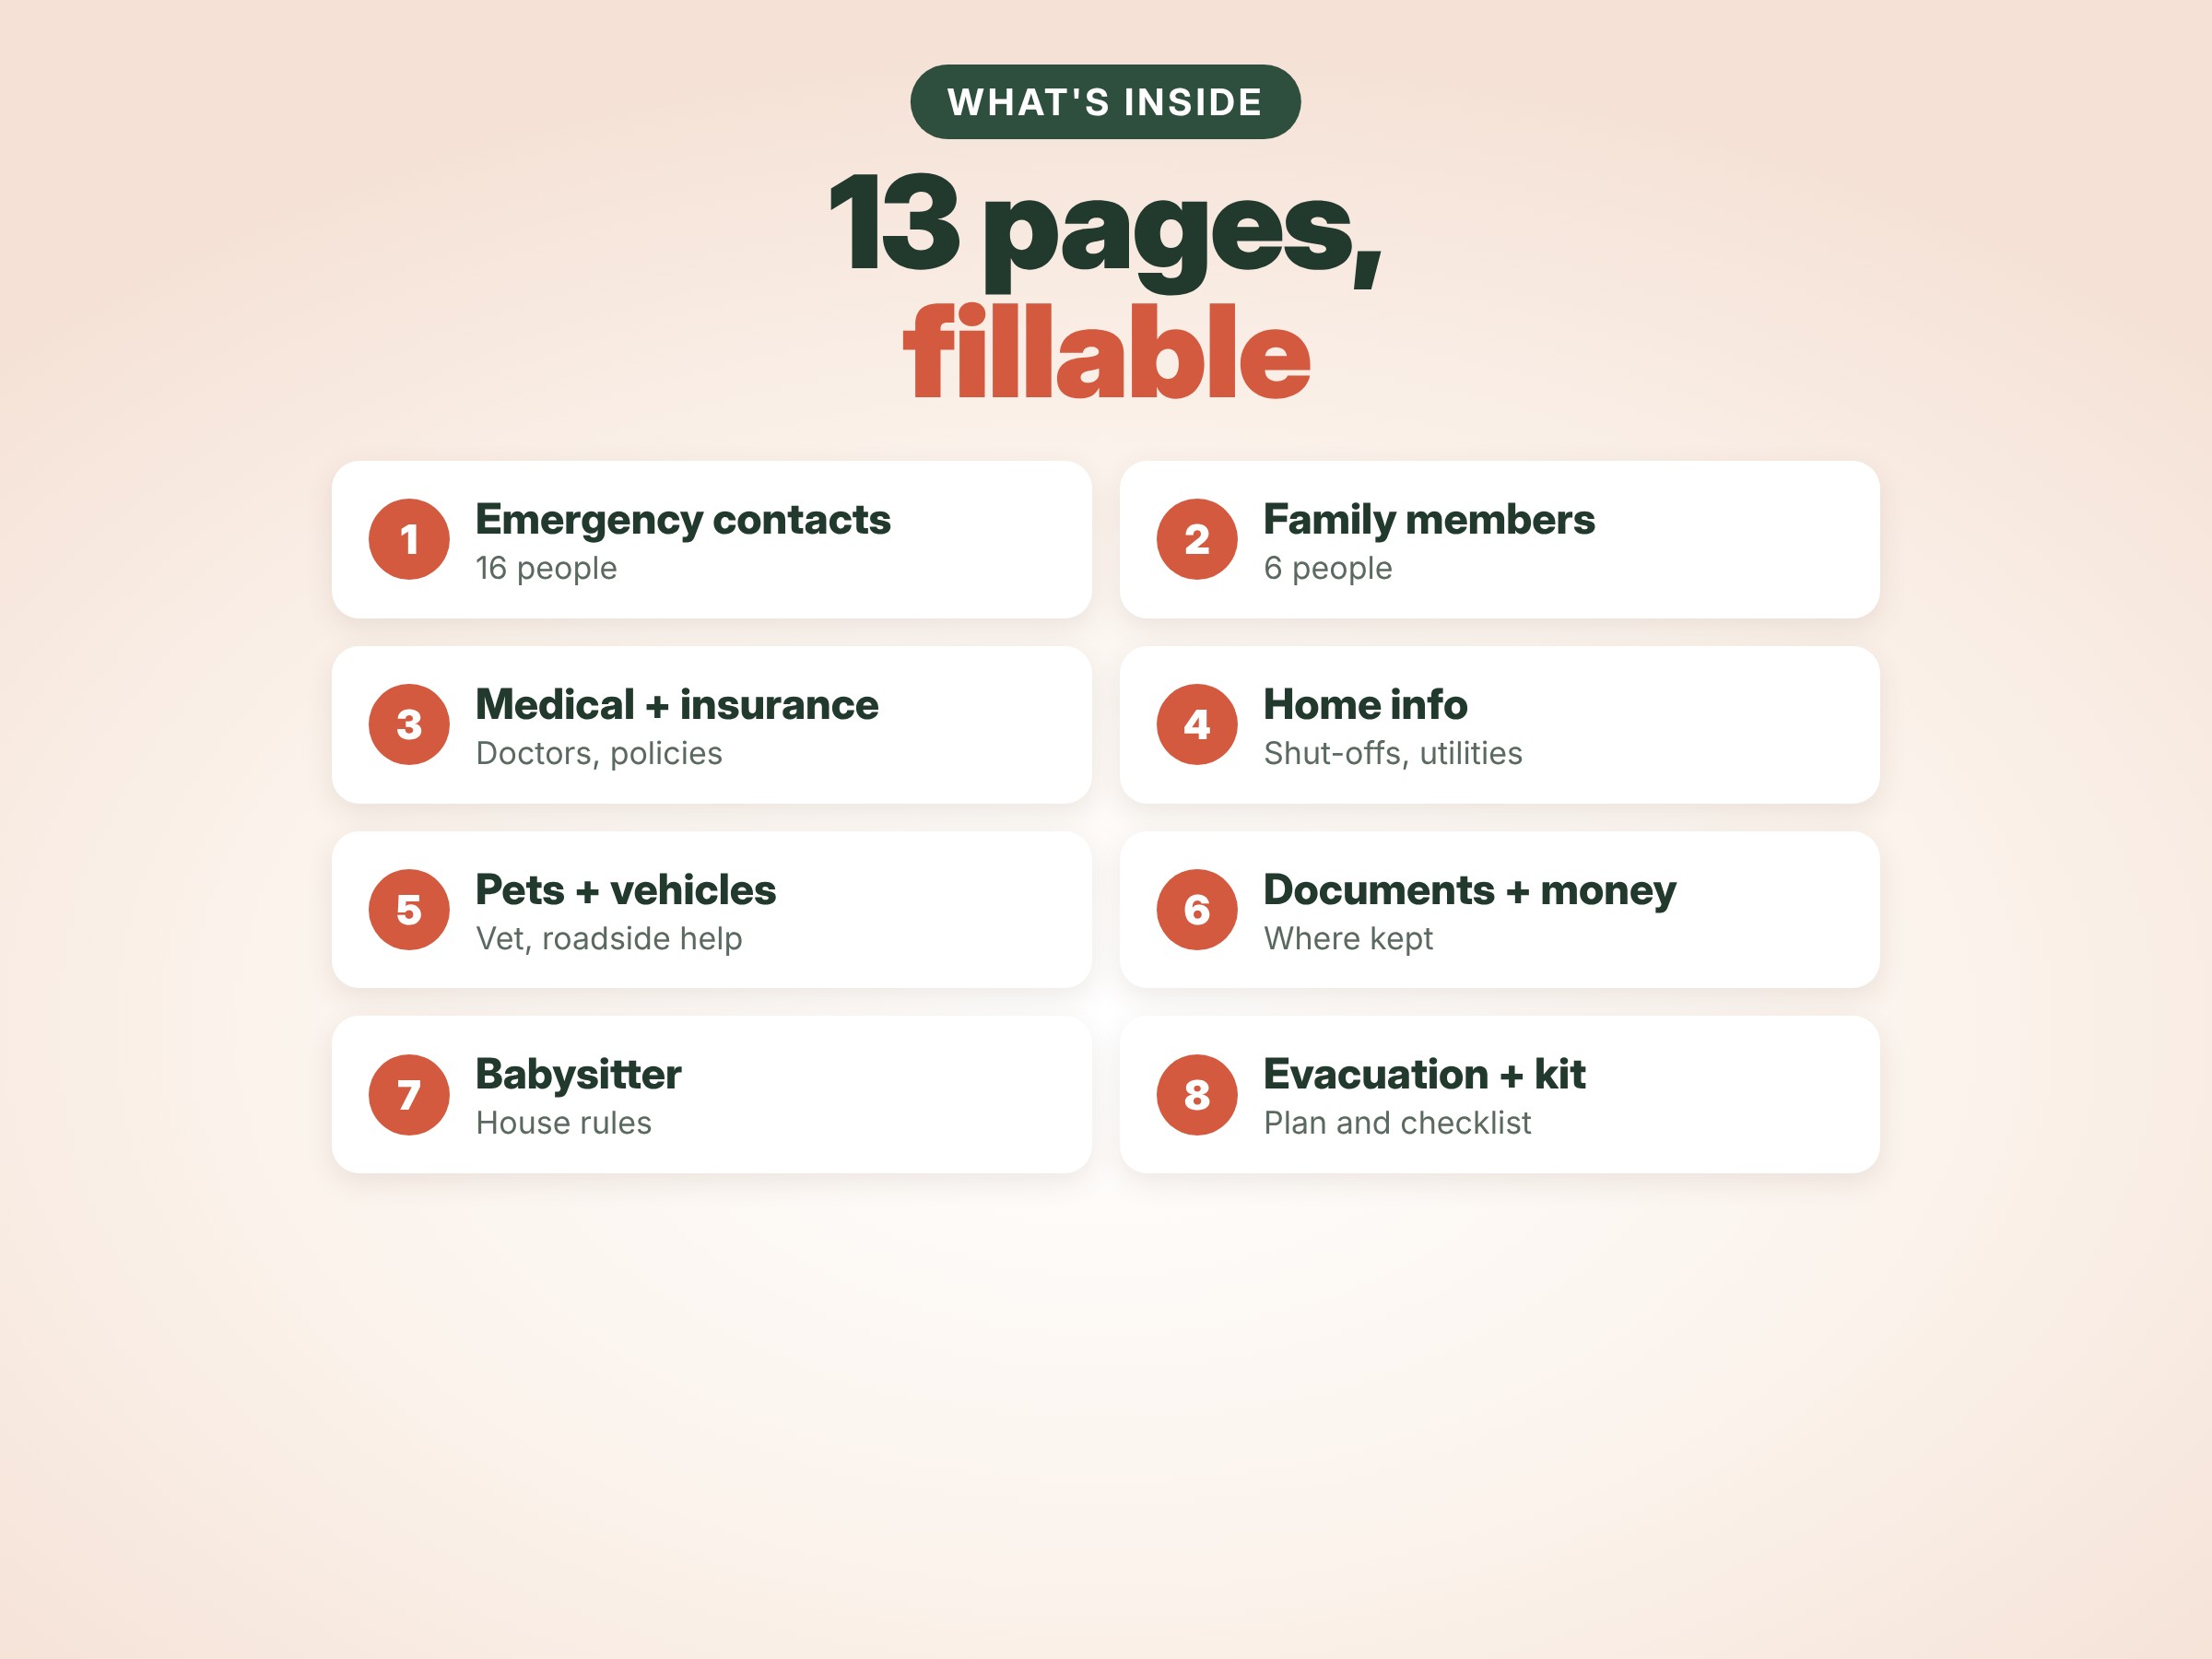 WHAT'S INSIDE
13 pages,
fillable
1
Emergency contacts
16 people
2
Family members
6 people
3
Medical + insurance
Doctors, policies
4
Home info
Shut-offs, utilities
5
Pets + vehicles
Vet, roadside help
6
Documents + money
Where kept
7
Babysitter
House rules
8
Evacuation + kit
Plan and checklist